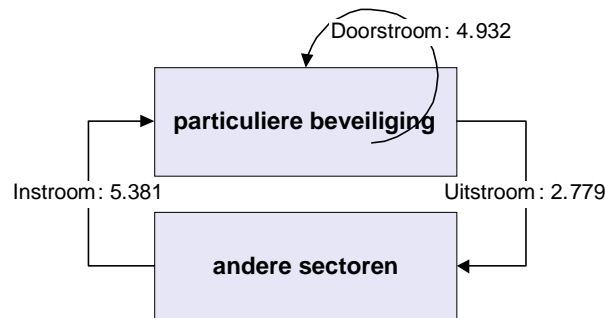 Doorstroom: 4.932
particuliere beveiliging
Instroom: 5.381
Uitstroom: 2.779
andere sectoren